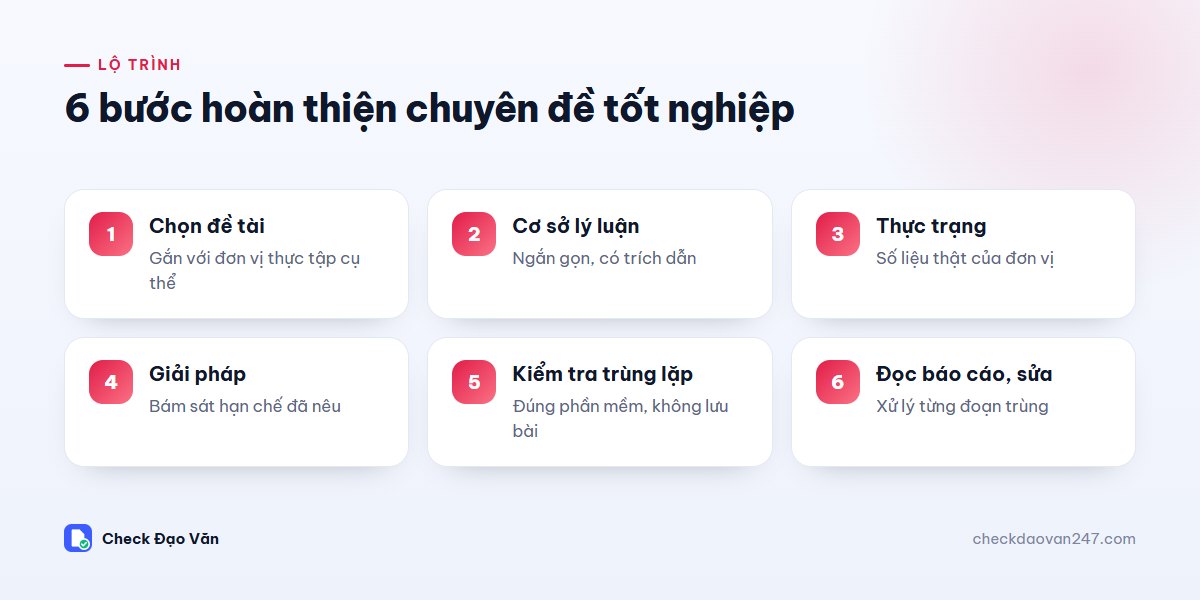 LỘ TRÌNH
6 bước hoàn thiện chuyên đề tốt nghiệp
1
Chọn đề tài
Gắn với đơn vị thực tập cụ
thể
2
Cơ sở lý luận
Ngắn gọn, có trích dẫn
3
Thực trạng
Số liệu thật của đơn vị
4
Giải pháp
Bám sát hạn chế đã nêu
5
Kiểm tra trùng lặp
Đúng phần mềm, không lưu
bài
6
Đọc báo cáo, sửa
Xử lý từng đoạn trùng
Check Đạo Văn
checkdaovan247.com